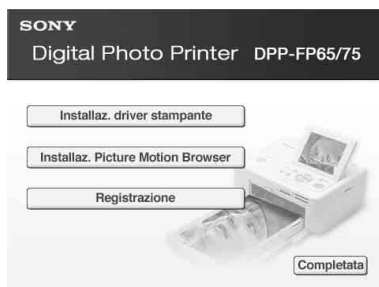 SONY
Digital Photo Printer DPP-FP65/75
Installaz. driver stampante
Installaz. Picture Motion Browser
Registrazione
Completata